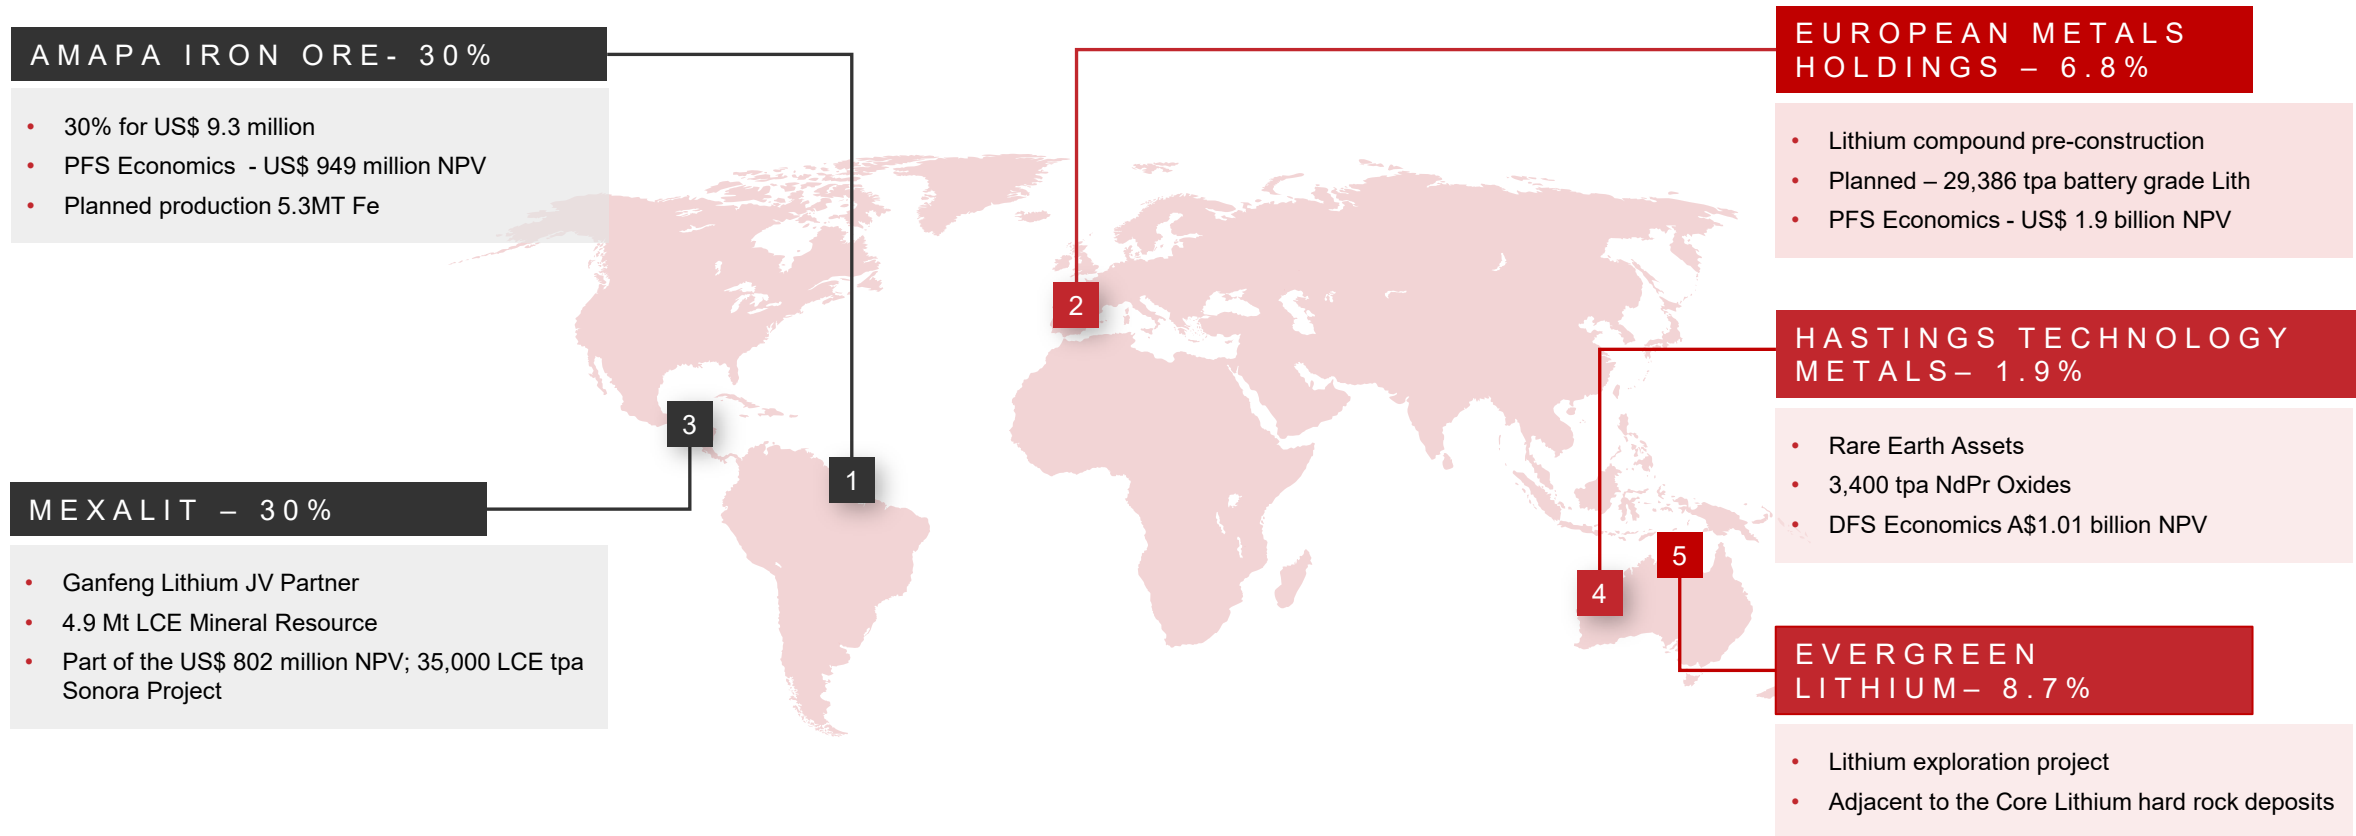 AMAPA IRON ORE- 30%
• 30% for US$ 9.3 million
• PFS Economics - US$ 949 million NPV
• Planned production 5.3MT Fe
MEXALIT – 30%
• Ganfeng Lithium JV Partner
• 4.9 Mt LCE Mineral Resource
• Part of the US$ 802 million NPV; 35,000 LCE tpa
Sonora Project
3
1
2
4
5
EUROPEAN METALS
HOLDINGS – 6.8%
• Lithium compound pre-construction
• Planned – 29,386 tpa battery grade Lith
• PFS Economics - US$ 1.9 billion NPV
HASTINGS TECHNOLOGY
METALS– 1.9%
• Rare Earth Assets
• 3,400 tpa NdPr Oxides
• DFS Economics A$1.01 billion NPV
EVERGREEN
LITHIUM– 8.7%
• Lithium exploration project
• Adjacent to the Core Lithium hard rock deposits